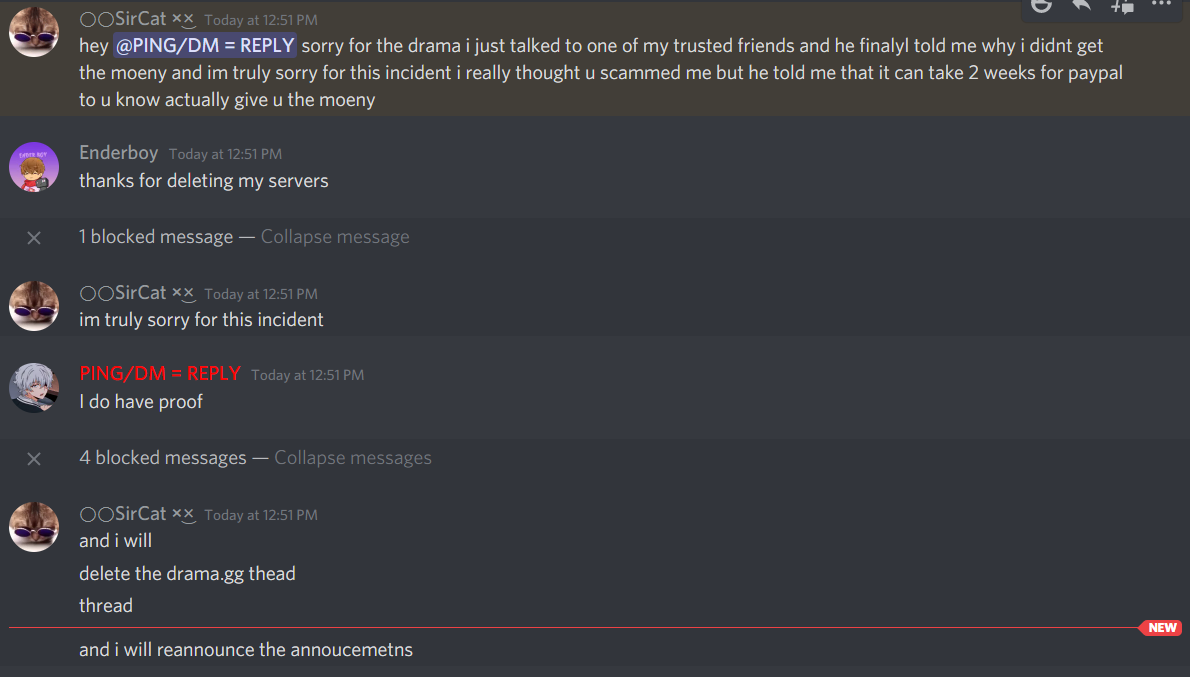 ○○SirCat ××͜ Today at 12:51 PM
hey @PING/DM = REPLY sorry for the drama i just talked to one of my trusted friends and he finalyl told me why i didnt get
the moeny and im truly sorry for this incident i really thought u scammed me but he told me that it can take 2 weeks for paypal
to u know actually give u the moeny
Enderboy Today at 12:51 PM
thanks for deleting my servers
1 blocked message — Collapse message
○○SirCat ××͜ Today at 12:51 PM
im truly sorry for this incident
PING/DM = REPLY Today at 12:51 PM
I do have proof
4 blocked messages — Collapse messages
○○SirCat ××͜ Today at 12:51 PM
and i will
delete the drama.gg thead
thread
NEW
and i will reannounce the annoucemetns